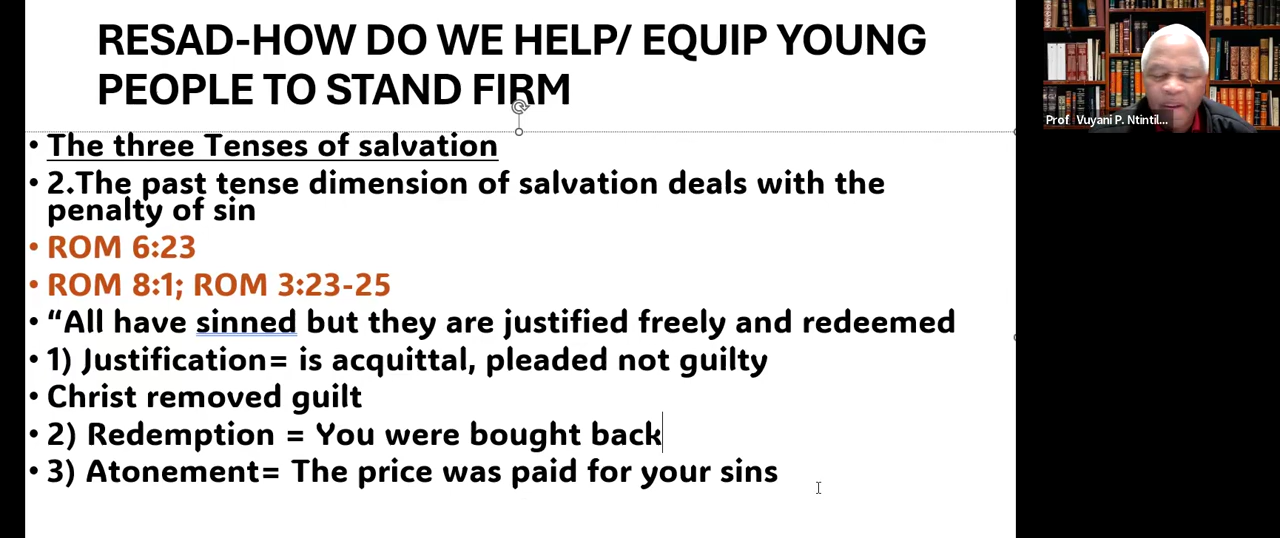 RESAD-HOW DO WE HELP/ EQUIP YOUNG
PEOPLE TO STAND FIRM
• The three Tenses of salvation
• 2.The past tense dimension of salvation deals with the
penalty of sin
• ROM 6:23
• ROM 8:1; ROM 3:23-25
• “All have sinned but they are justified freely and redeemed
• 1) Justification= is acquittal, pleaded not guilty
• Christ removed guilt
• 2) Redemption = You were bought back
• 3) Atonement= The price was paid for your sins
Prof Vuyani P. Ntintil...